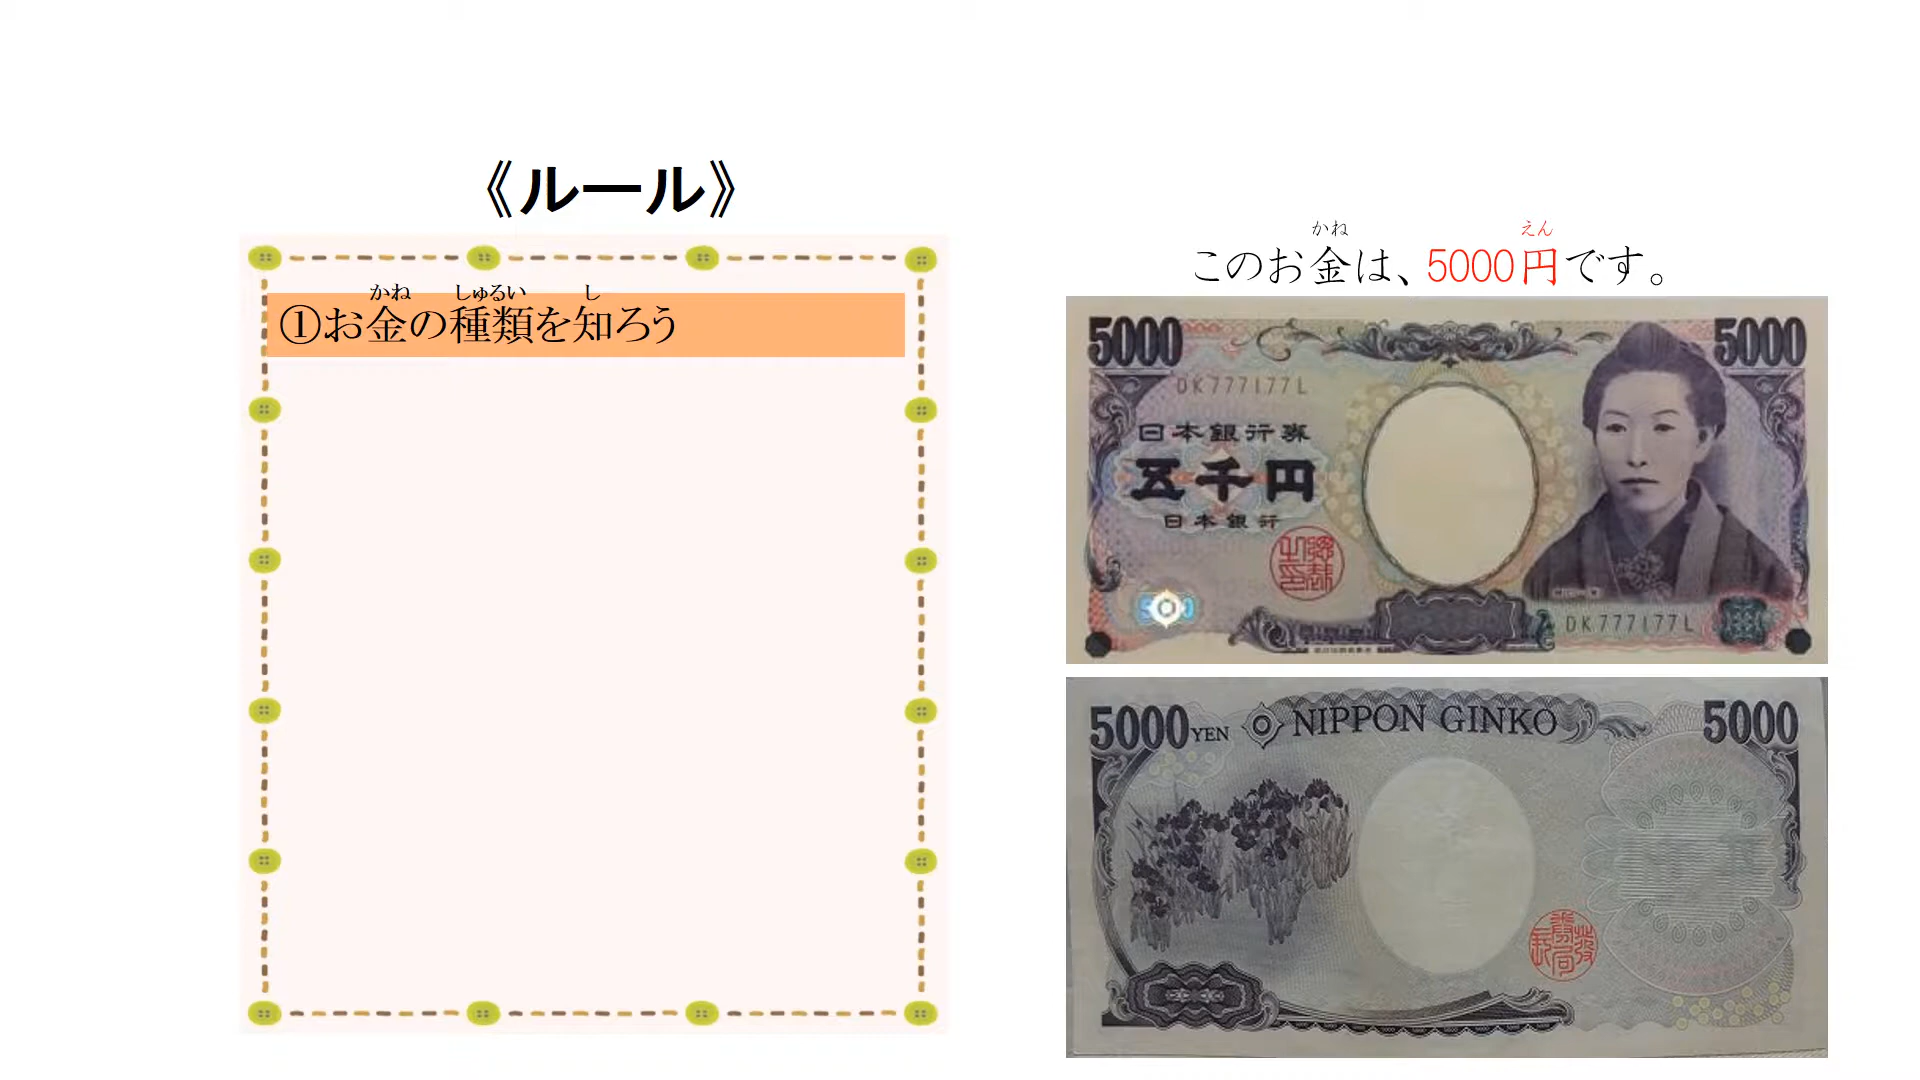 《ルール》
かね しゅるい し
①お金の種類を知ろう
かね えん
このお金は、5000円です。
5000 5000
DK777177L
日本銀行券
五千円
日本銀行
DK777177L
5000YEN NIPPON GINKO 5000